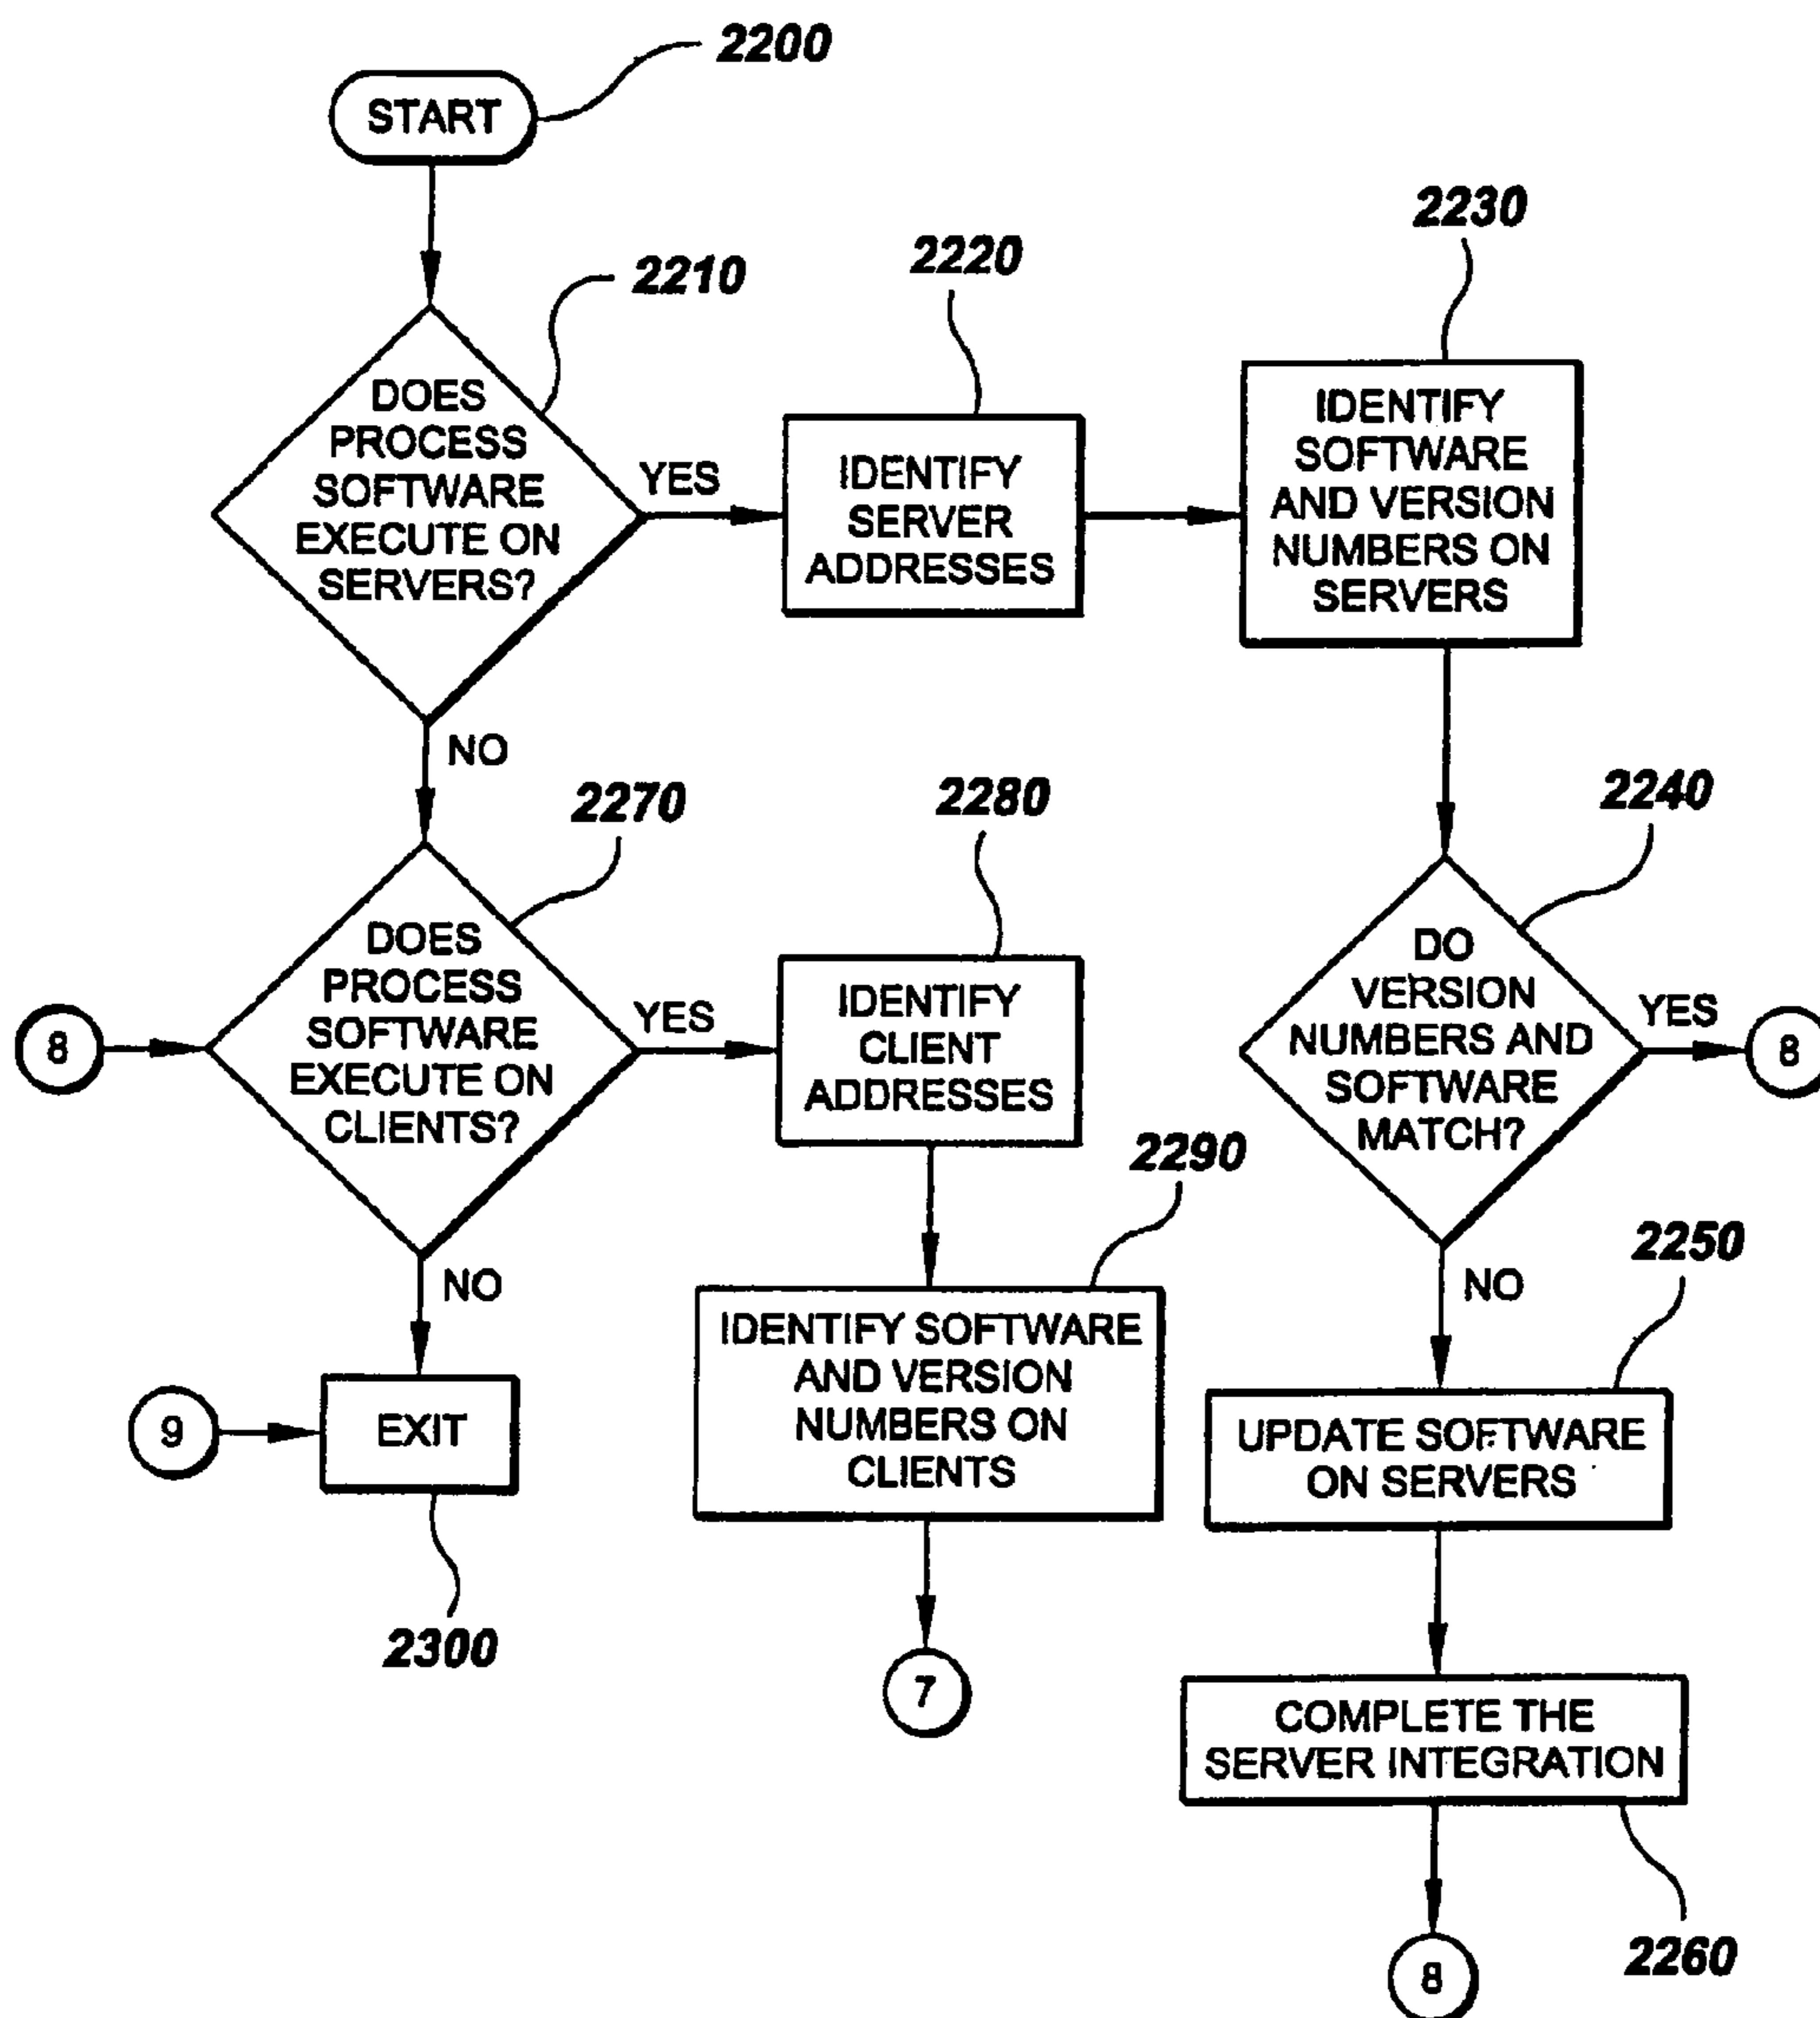 2200
START
2230
2220
2210
DOES
PROCESS
SOFTWARE
EXECUTE ON
SERVERS?
YES
IDENTIFY
SERVER
ADDRESSES
IDENTIFY
SOFTWARE
AND VERSION
NUMBERS ON
SERVERS
NO
2270
2280
2240
8
DOES
PROCESS
SOFTWARE
EXECUTE ON
CLIENTS?
YES
IDENTIFY
CLIENT
ADDRESSES
DO
VERSION
NUMBERS AND
SOFTWARE
MATCH?
YES
8
2290
2250
NO
NO
9
EXIT
IDENTIFY SOFTWARE
AND VERSION
NUMBERS ON
CLIENTS
UPDATE SOFTWARE
ON SERVERS
2300
7
COMPLETE THE
SERVER INTEGRATION
2260
8